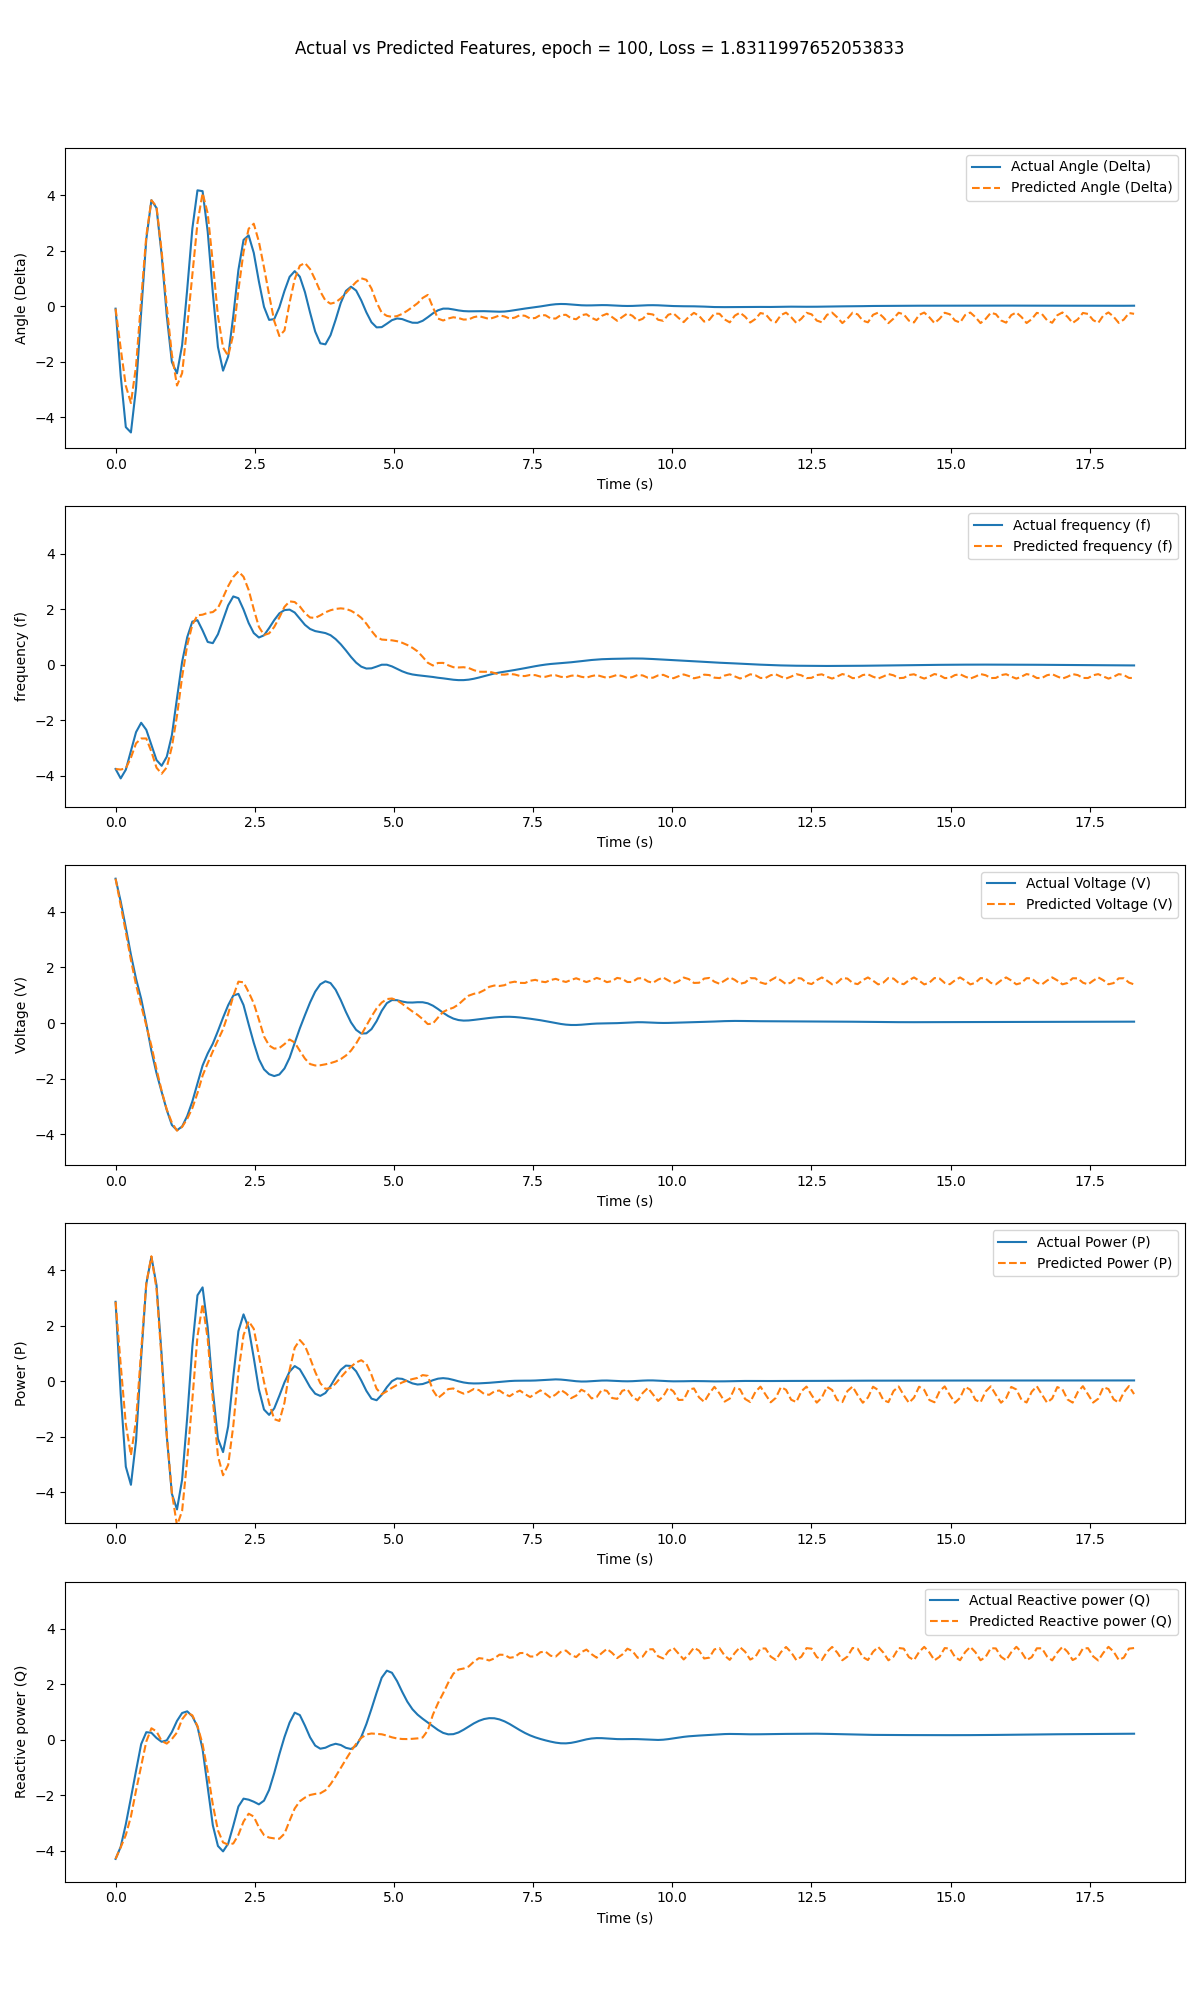 Actual vs Predicted Features, epoch = 100, Loss = 1.8311997652053833
Actual Angle (Delta)
Predicted Angle (Delta)
Angle (Delta)
4
2
0
−2
−4
0.0 2.5 5.0 7.5 10.0 12.5 15.0 17.5
Time (s)
Actual frequency (f)
Predicted frequency (f)
frequency (f)
4
2
0
−2
−4
0.0 2.5 5.0 7.5 10.0 12.5 15.0 17.5
Time (s)
Actual Voltage (V)
Predicted Voltage (V)
Voltage (V)
4
2
0
−2
−4
0.0 2.5 5.0 7.5 10.0 12.5 15.0 17.5
Time (s)
Actual Power (P)
Predicted Power (P)
Power (P)
4
2
0
−2
−4
0.0 2.5 5.0 7.5 10.0 12.5 15.0 17.5
Time (s)
Actual Reactive power (Q)
Predicted Reactive power (Q)
Reactive power (Q)
4
2
0
−2
−4
0.0 2.5 5.0 7.5 10.0 12.5 15.0 17.5
Time (s)